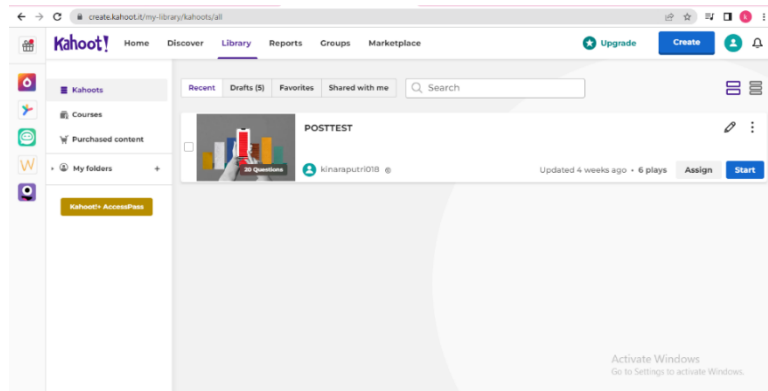 create.kahoot.it/my-library/kahoots/all
Kahoot! Home Discover Library Reports Groups Marketplace Upgrade Create
Kahoots
Courses
Purchased content
My folders +
Kahoot!+ AccessPass
Recent Drafts (5) Favorites Shared with me Search
POSTTEST
20 Questions
kinaraputri018
Updated 4 weeks ago • 6 plays Assign Start
Activate Windows
Go to Settings to activate Windows.